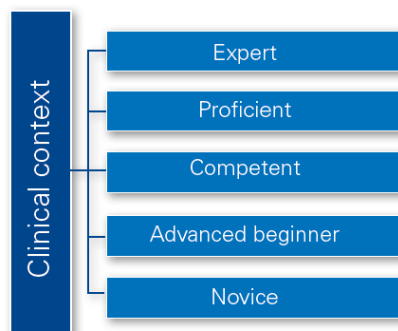 Clinical context
Expert
Proficient
Competent
Advanced beginner
Novice